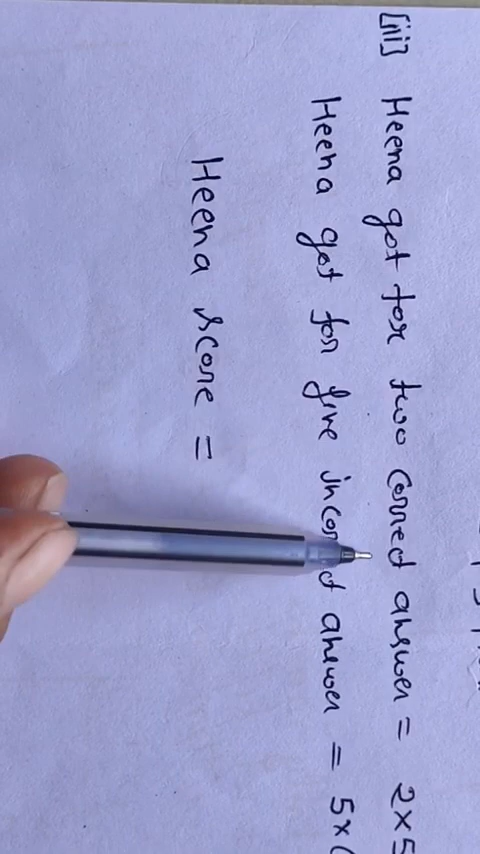 [iii] Heena got for two correct answer = 2×5
Heena got for five incorrect answer = 5×(
Heena score =